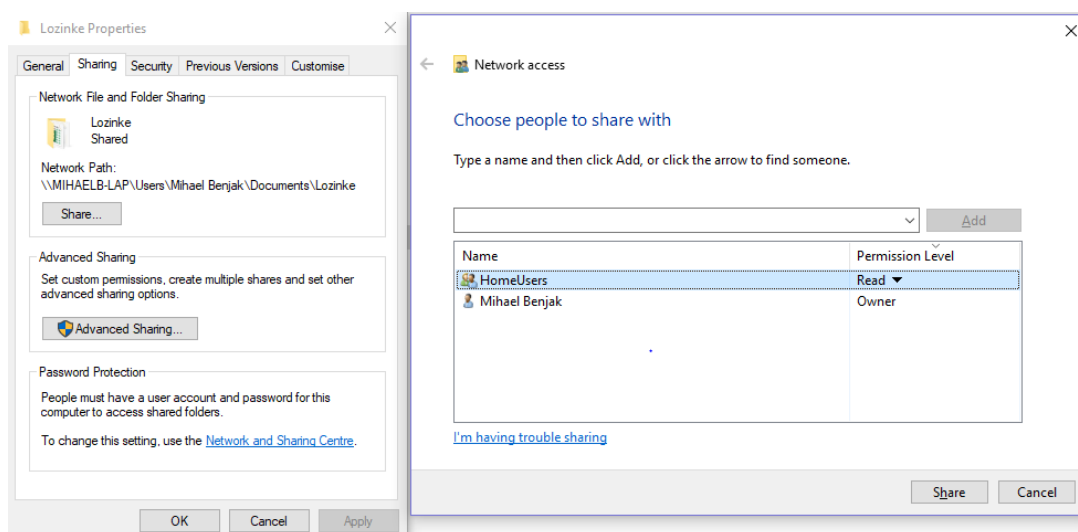 Lozinke Properties
General Sharing Security Previous Versions Customise
Network File and Folder Sharing
Lozinke
Shared
Network Path:
\\MIHAELB-LAP\Users\Mihael Benjak\Documents\Lozinke
Share...
Advanced Sharing
Set custom permissions, create multiple shares and set other
advanced sharing options.
Advanced Sharing...
Password Protection
People must have a user account and password for this
computer to access shared folders.
To change this setting, use the Network and Sharing Centre.
OK Cancel Apply
Network access
Choose people to share with
Type a name and then click Add, or click the arrow to find someone.
Add
Name Permission Level
HomeUsers Read
Mihael Benjak Owner
I'm having trouble sharing
Share Cancel